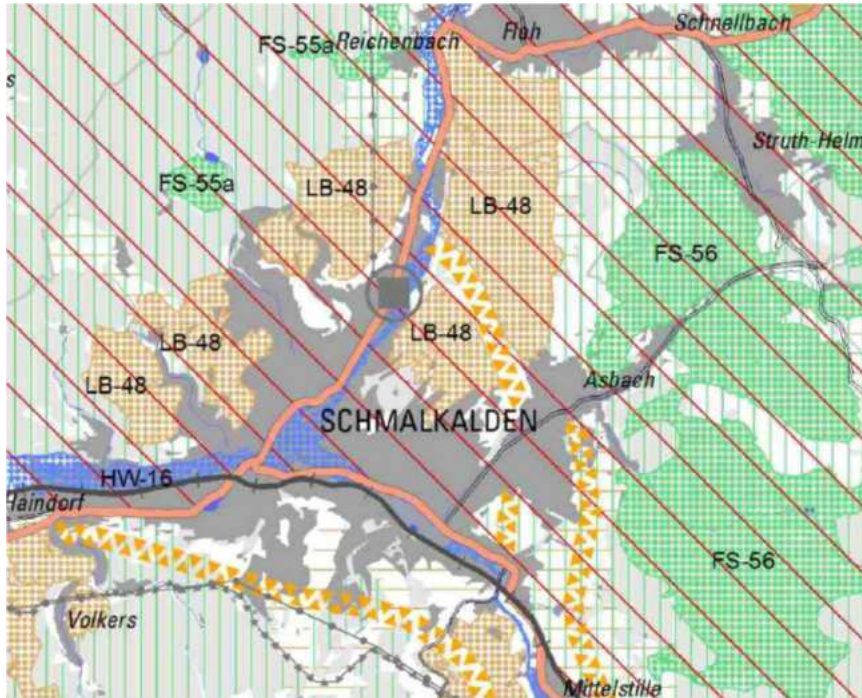 FS-55a
Reichenbach
Floh
Schnellbach
Struth-Helm
FS-55a
LB-48
LB-48
FS-56
LB-48
LB-48
LB-48
Asbach
SCHMALKALDEN
HW-16
Haindorf
FS-56
Volkers
Mittelstille